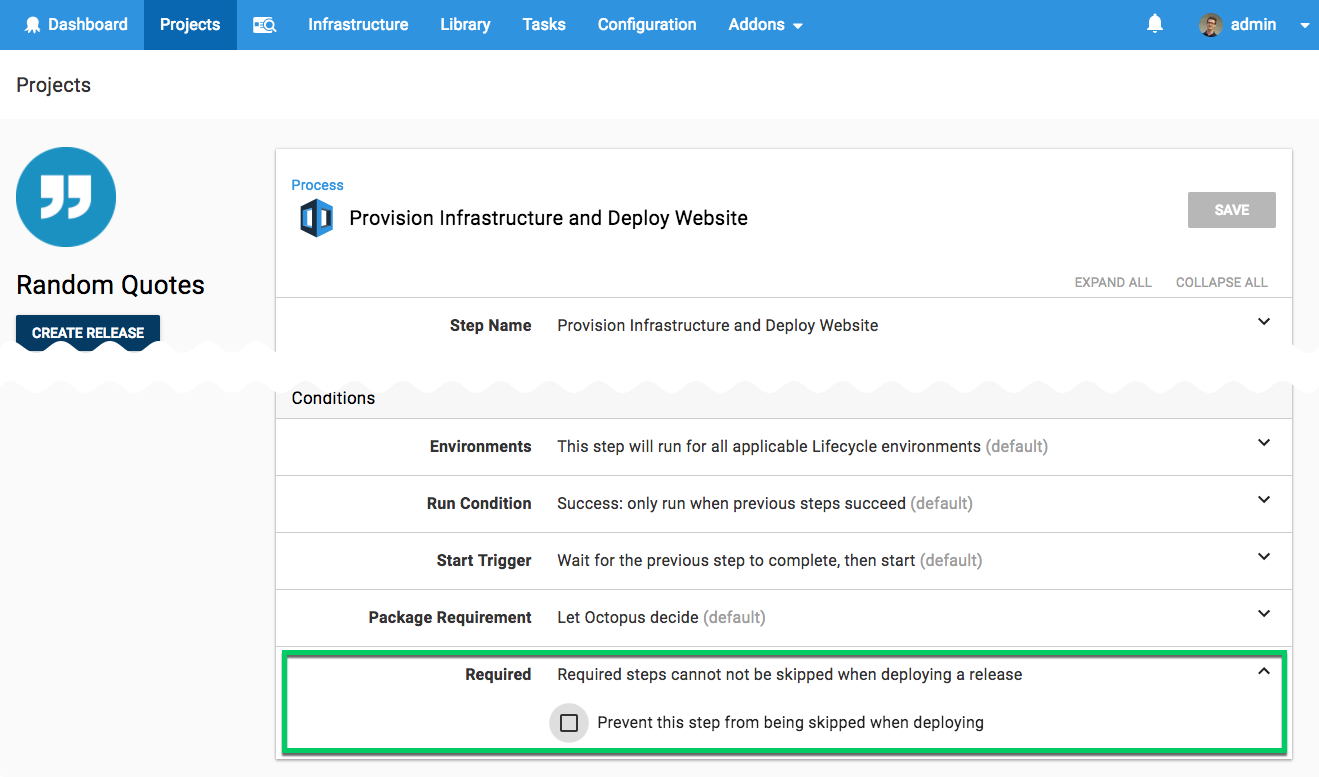 Dashboard Projects Infrastructure Library Tasks Configuration Addons admin
Projects
Process
Provision Infrastructure and Deploy Website
SAVE
Random Quotes
EXPAND ALL COLLAPSE ALL
CREATE RELEASE
Step Name Provision Infrastructure and Deploy Website
Conditions
Environments This step will run for all applicable Lifecycle environments (default)
Run Condition Success: only run when previous steps succeed (default)
Start Trigger Wait for the previous step to complete, then start (default)
Package Requirement Let Octopus decide (default)
Required Required steps cannot not be skipped when deploying a release
Prevent this step from being skipped when deploying